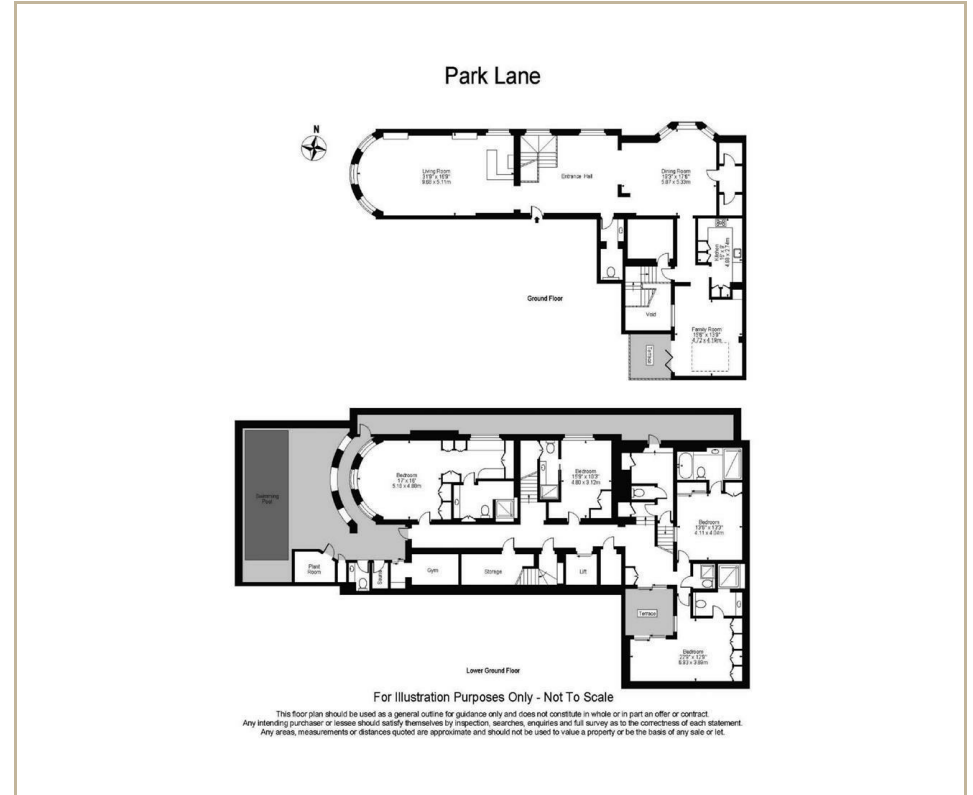 Park Lane
N
Living Room
Entrance Hall
Dining Room
Kitchen
Void
Family Room
Terrace
Ground Floor
Swimming
Pool
Bedroom
17' x 16'
Bedroom
Bedroom
Plant
Room
Gym
Storage
Lift
Terrace
Bedroom
Lower Ground Floor
For Illustration Purposes Only - Not To Scale
This floor plan should be used as a general outline for guidance only and does not constitute in whole or in part an offer or contract.
Any intending purchaser or lessee should satisfy themselves by inspection, searches, enquiries and full survey as to the correctness of each statement.
Any areas, measurements or distances quoted are approximate and should not be used to value a property or be the basis of any sale or let.